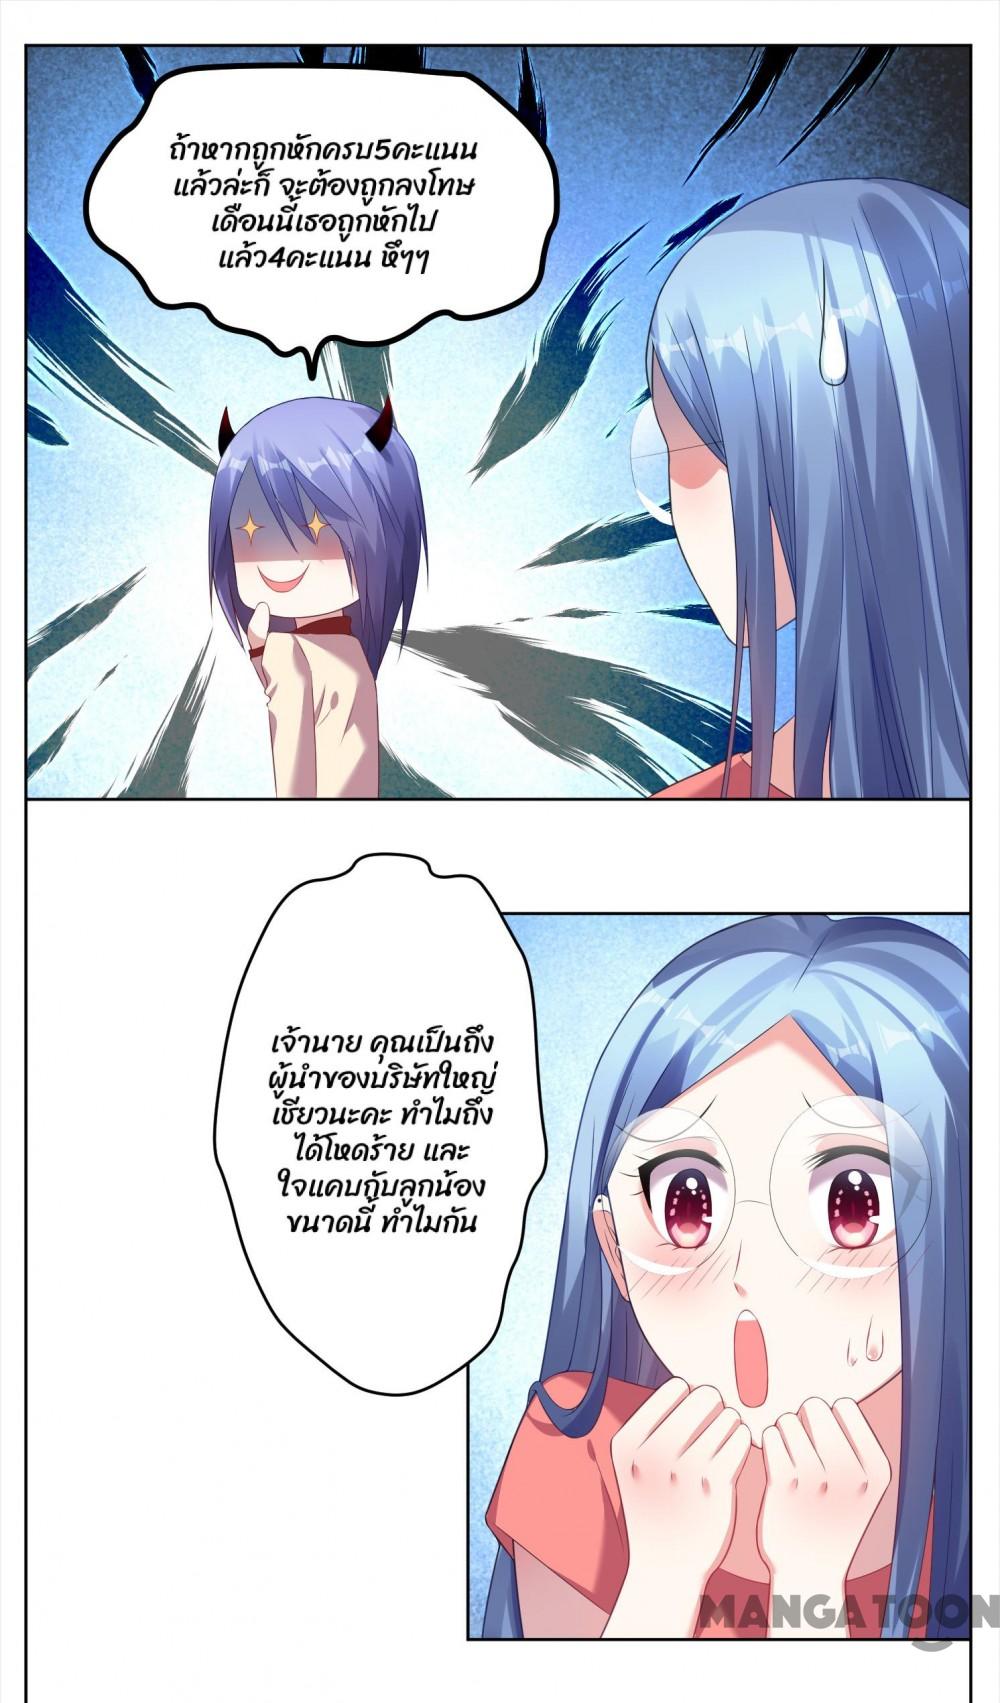 ถ้าหากถูกหักครบ5คะแนน
แล้วล่ะก็ จะต้องถูกลงโทษ
เดือนนี้เธอถูกหักไป
แล้ว4คะแนน หึๆๆ
เจ้านาย คุณเป็นถึง
ผู้นำของบริษัทใหญ่
เชียวนะคะ ทำไมถึง
ได้โหดร้าย และ
ใจแคบกับลูกน้อง
ขนาดนี้ ทำไมกัน
MANGATOON